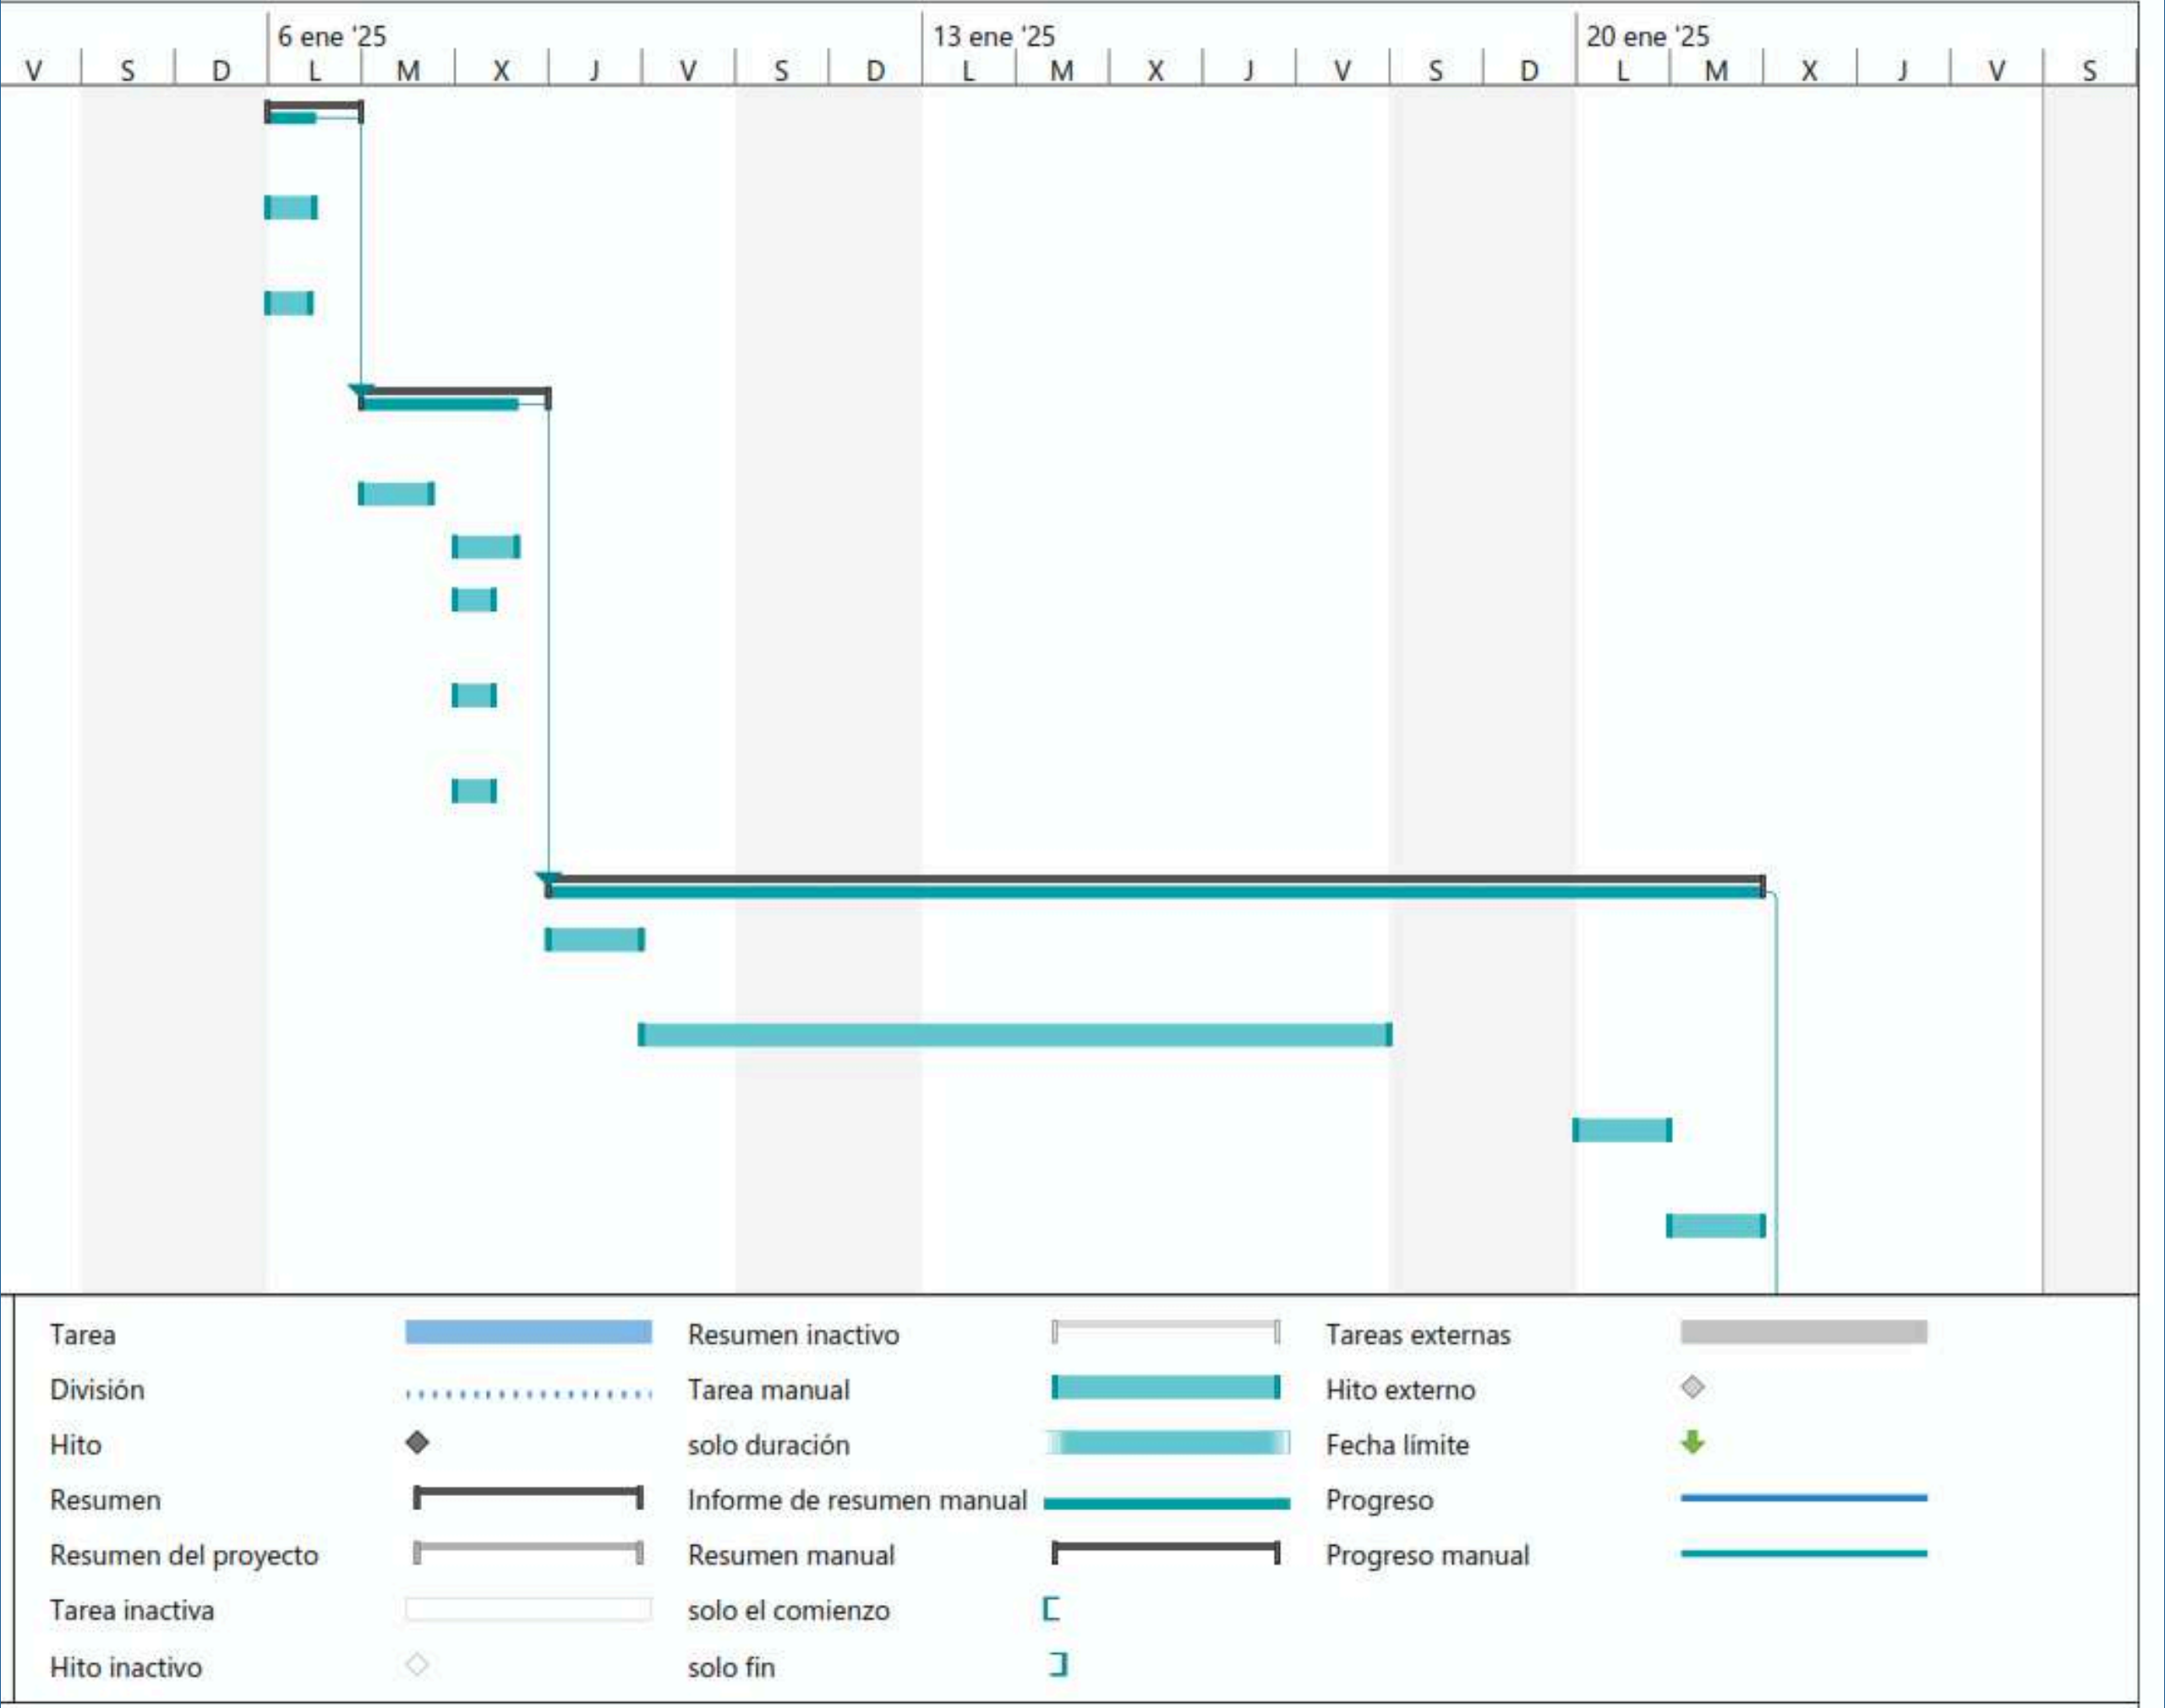 6 ene '25 13 ene '25 20 ene '25
V S D L M X J V S D L M X J V S D L M X J V S
Tarea Resumen inactivo Tareas externas
División Tarea manual Hito externo
Hito solo duración Fecha límite
Resumen Informe de resumen manual Progreso
Resumen del proyecto Resumen manual Progreso manual
Tarea inactiva solo el comienzo
Hito inactivo solo fin